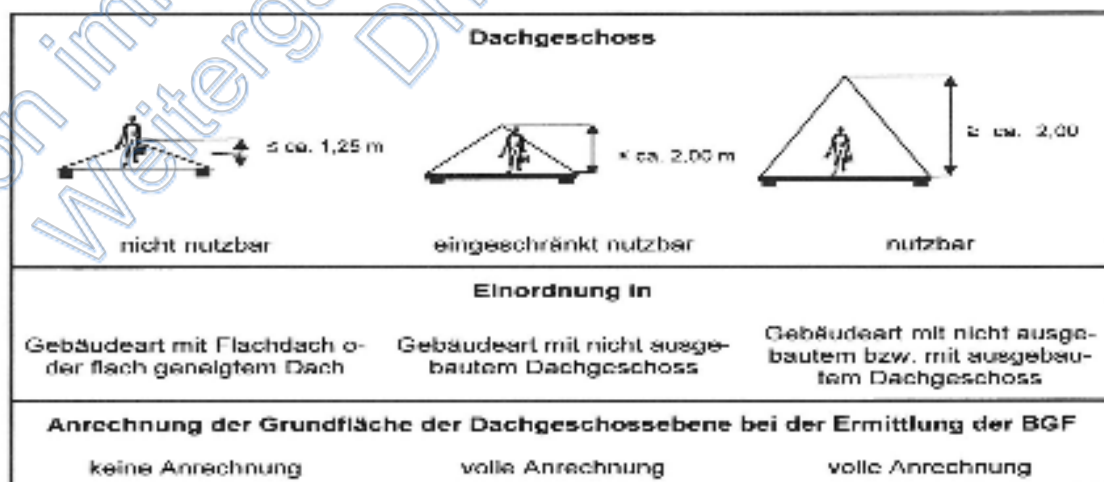 Dachgeschoss
≤ ca. 1,25 m
< ca. 2,00 m
≥ ca. 2,00
nicht nutzbar
eingeschränkt nutzbar
nutzbar
Einordnung in
Gebäudeart mit Flachdach o-
der flach geneigtem Dach
Gebäudeart mit nicht ausge-
bautem Dachgeschoss
Gebäudeart mit nicht ausge-
bautem bzw. mit ausgebau-
tem Dachgeschoss
Anrechnung der Grundfläche der Dachgeschossebene bei der Ermittlung der BGF
keine Anrechnung
volle Anrechnung
volle Anrechnung